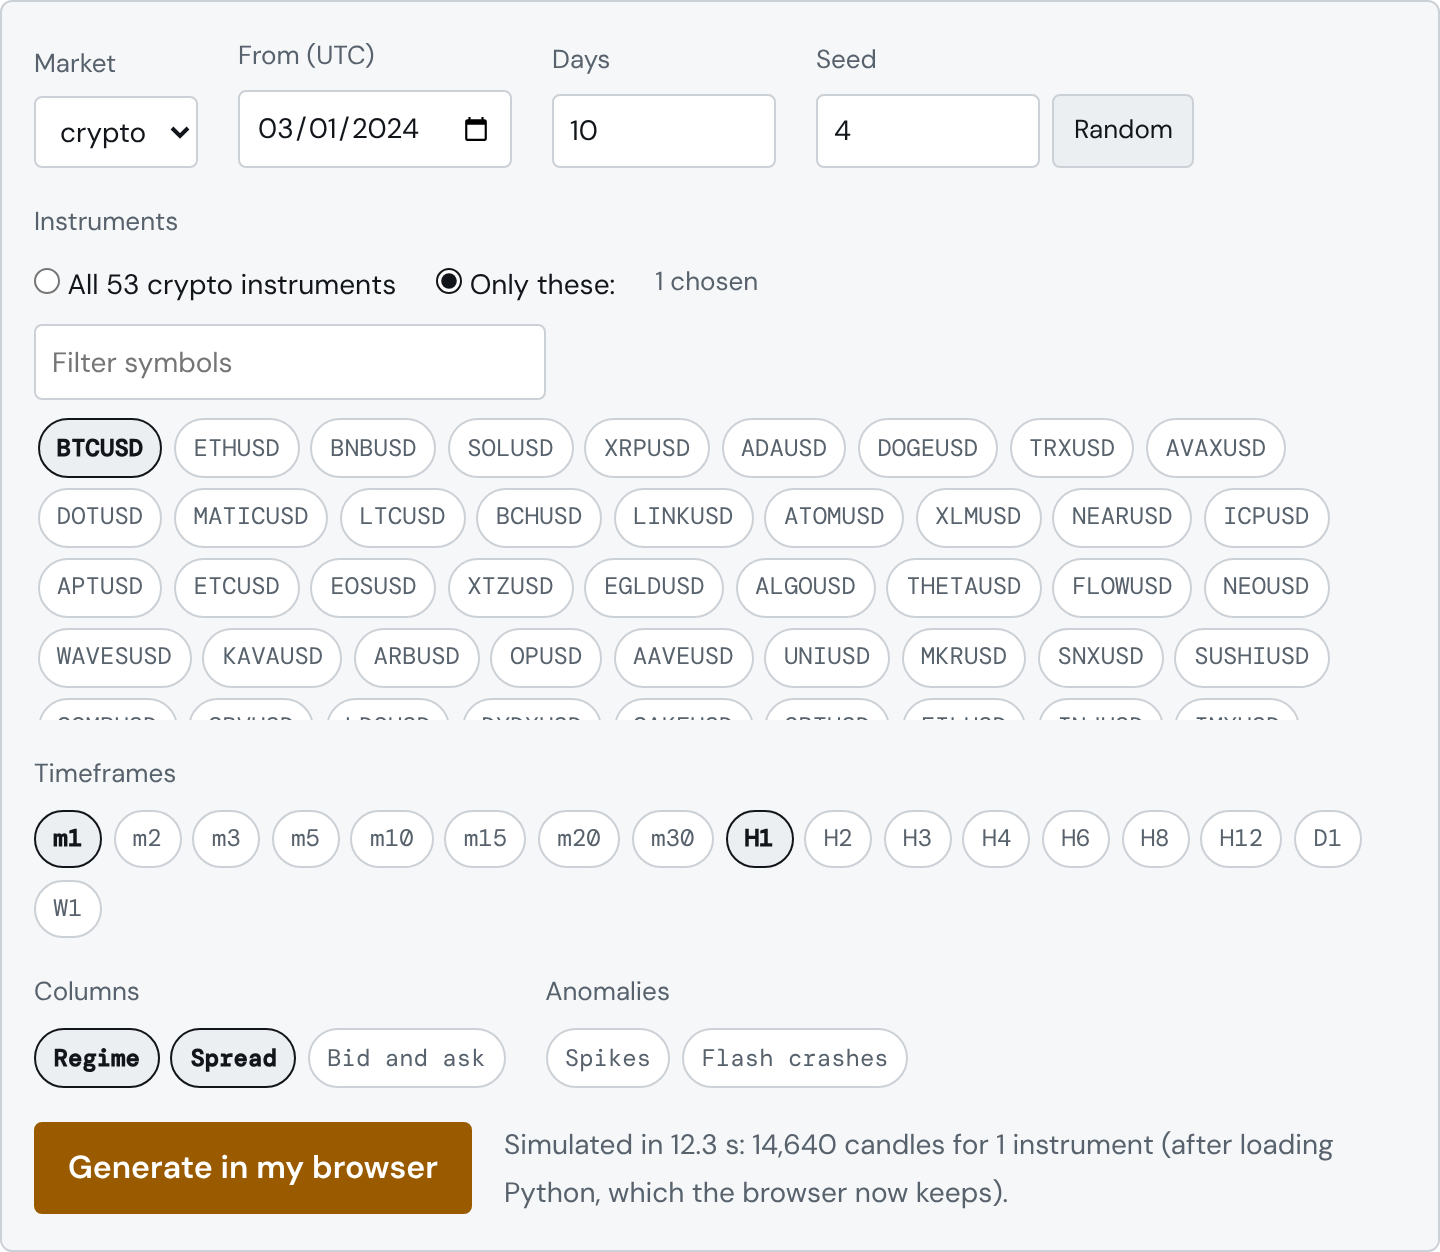 Market
From (UTC)
Days
Seed
crypto
03/01/2024
10
4
Random
Instruments
All 53 crypto instruments
Only these:
1 chosen
Filter symbols
BTCUSD ETHUSD BNBUSD SOLUSD XRPUSD ADAUSD DOGEUSD TRXUSD AVAXUSD
DOTUSD MATICUSD LTCUSD BCHUSD LINKUSD ATOMUSD XLMUSD NEARUSD ICPUSD
APTUSD ETCUSD EOSUSD XTZUSD EGLDUSD ALGOUSD THETAUSD FLOWUSD NEOUSD
WAVESUSD KAVAUSD ARBUSD OPUSD AAVEUSD UNIUSD MKRUSD SNXUSD SUSHIUSD
Timeframes
m1 m2 m3 m5 m10 m15 m20 m30 H1 H2 H3 H4 H6 H8 H12 D1
W1
Columns
Anomalies
Regime Spread Bid and ask
Spikes Flash crashes
Generate in my browser
Simulated in 12.3 s: 14,640 candles for 1 instrument (after loading
Python, which the browser now keeps).